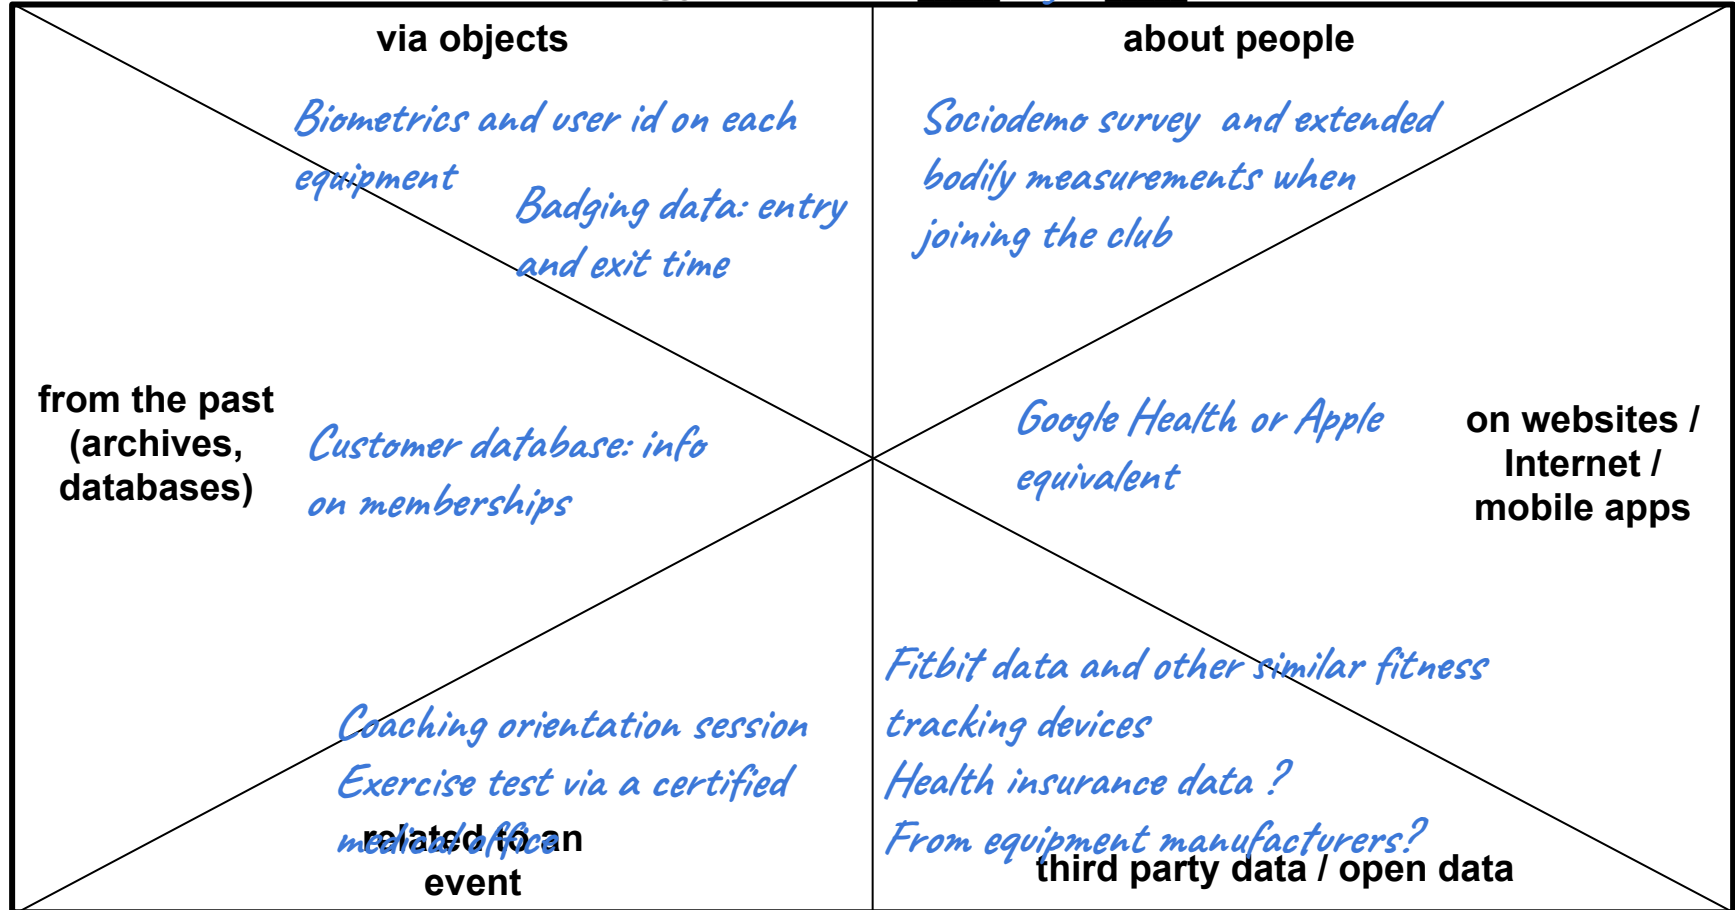 via objects
about people
Biometrics and user id on each
equipment
Badging data: entry
and exit time
Sociodemo survey and extended
bodily measurements when
joining the club
from the past
(archives,
databases)
Customer database: info
on memberships
Google Health or Apple
equivalent
on websites /
Internet /
mobile apps
Coaching orientation session
Exercise test via a certified
medical office
related to an
event
Fitbit data and other similar fitness
tracking devices
Health insurance data ?
From equipment manufacturers?
third party data / open data